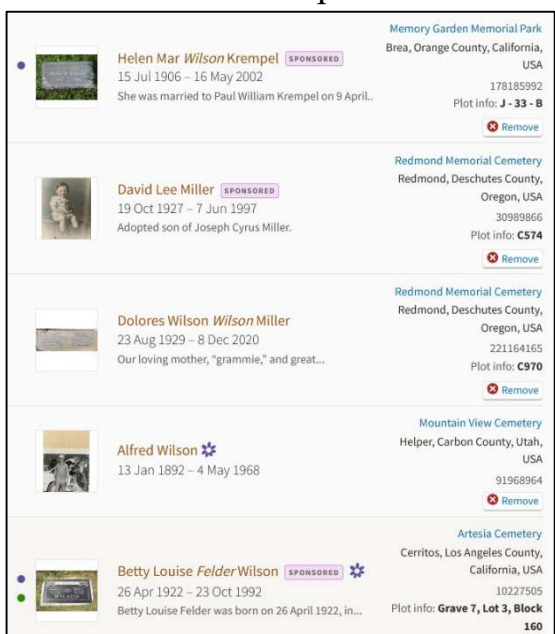 Helen Mar Wilson Krempel SPONSORED
15 Jul 1906 – 16 May 2002
She was married to Paul William Krempel on 9 April..
Memory Garden Memorial Park
Brea, Orange County, California,
USA
178185992
Plot info: J - 33 - B
Remove
David Lee Miller SPONSORED
19 Oct 1927 – 7 Jun 1997
Adopted son of Joseph Cyrus Miller.
Redmond Memorial Cemetery
Redmond, Deschutes County,
Oregon, USA
30989866
Plot info: C574
Remove
Dolores Wilson Wilson Miller
23 Aug 1929 – 8 Dec 2020
Our loving mother, "grammie," and great...
Redmond Memorial Cemetery
Redmond, Deschutes County,
Oregon, USA
221164165
Plot info: C970
Remove
Alfred Wilson
13 Jan 1892 – 4 May 1968
Mountain View Cemetery
Helper, Carbon County, Utah,
USA
91968964
Remove
Betty Louise Felder Wilson SPONSORED
26 Apr 1922 – 23 Oct 1992
Betty Louise Felder was born on 26 April 1922, in...
Artesia Cemetery
Cerritos, Los Angeles County,
California, USA
10227505
Plot info: Grave 7, Lot 3, Block
160